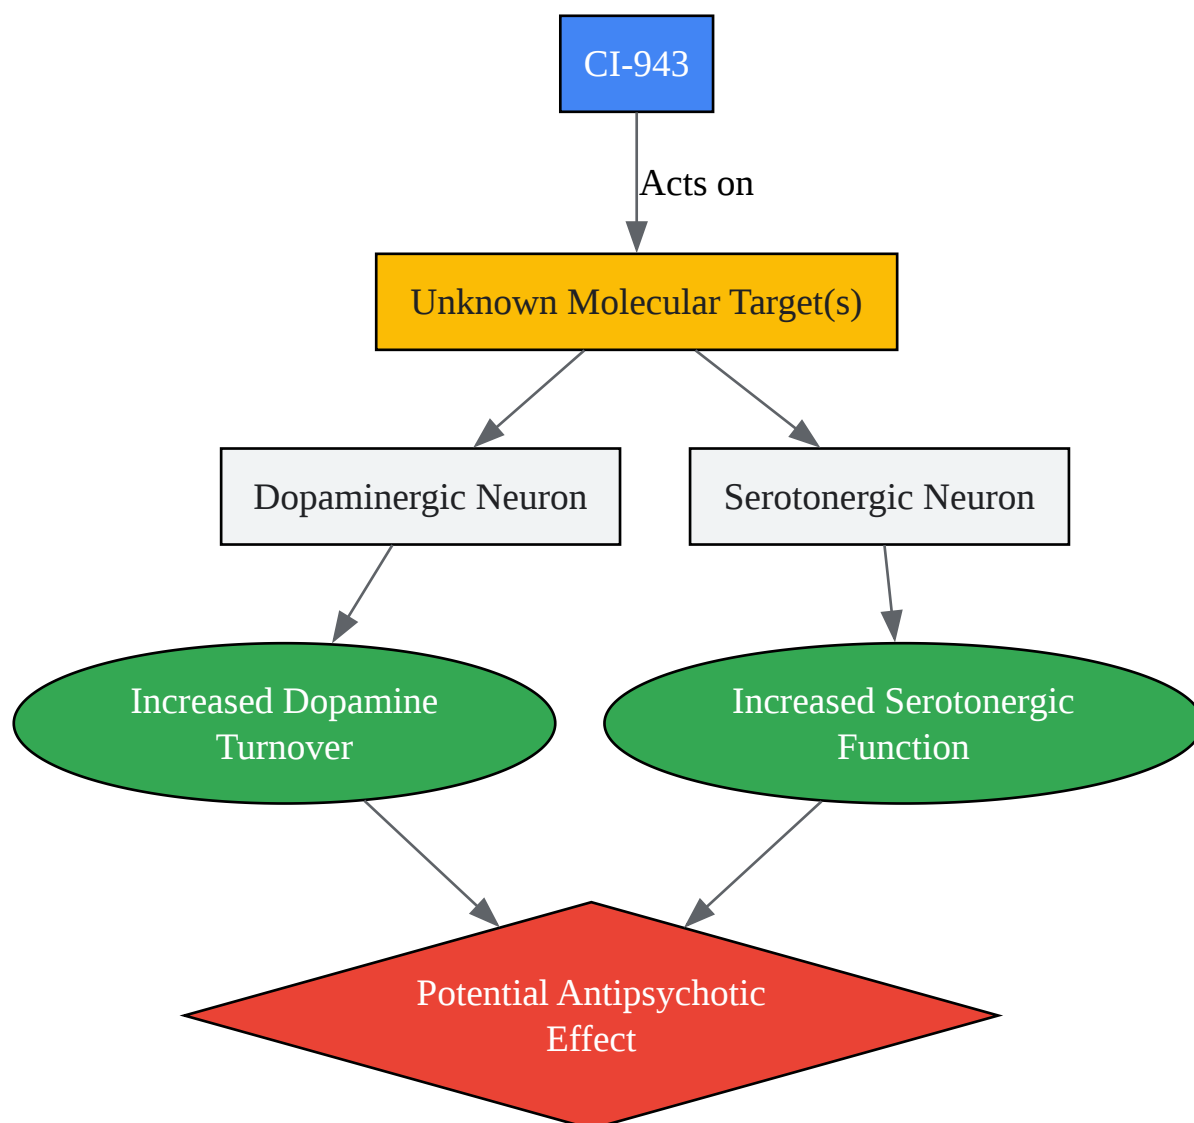 CI-943
Acts on
Unknown Molecular Target(s)
Dopaminergic Neuron
Serotonergic Neuron
Increased Dopamine
Turnover
Increased Serotonergic
Function
Potential Antipsychotic
Effect